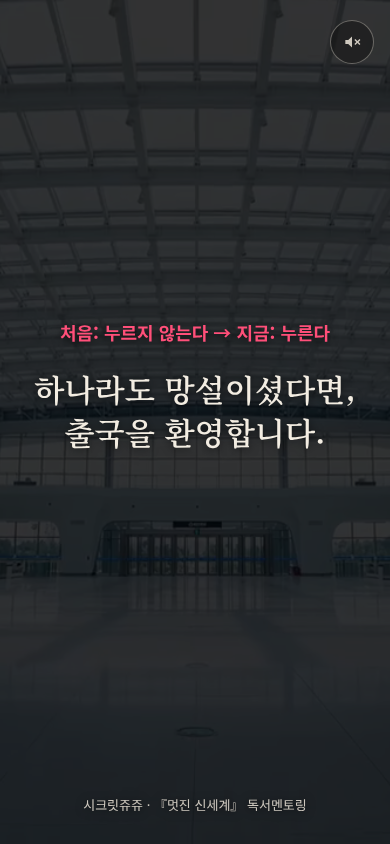 처음: 누르지 않는다 → 지금: 누른다
하나라도 망설이셨다면,
출국을 환영합니다.
시크릿쥬쥬 · 『멋진 신세계』 독서멘토링